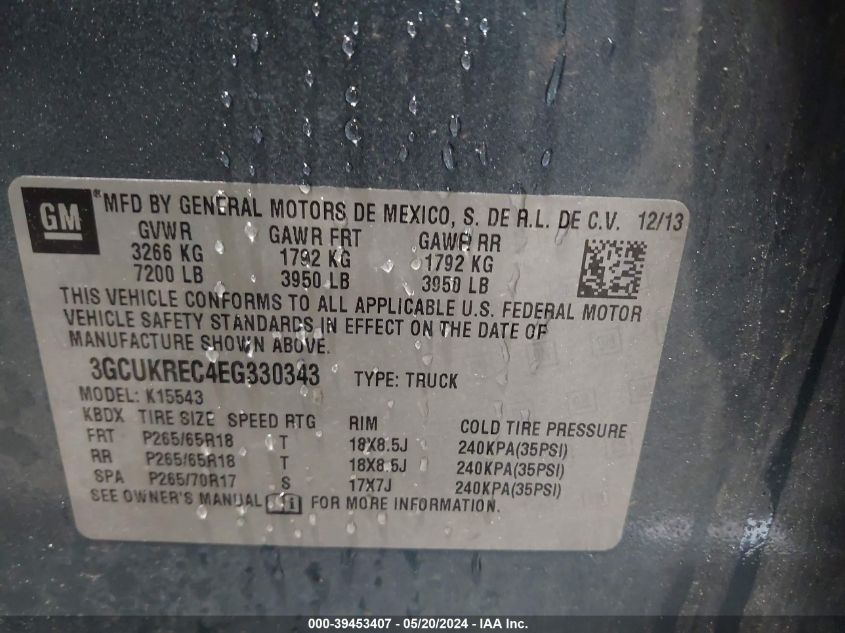 GM ® MFD BY GENERAL MOTORS DE MEXICO, S. DE R.L. DE C.V. 12/13
GVWR GAWR FRT GAWR RR
3266 KG 1792 KG 1792 KG
7200 LB 3950 LB 3950 LB
THIS VEHICLE CONFORMS TO ALL APPLICABLE U.S. FEDERAL MOTOR
VEHICLE SAFETY STANDARDS IN EFFECT ON THE DATE OF
MANUFACTURE SHOWN ABOVE.
3GCUKREC4EG330343 TYPE: TRUCK
MODEL: K15543
KBDX TIRE SIZE SPEED RTG RIM COLD TIRE PRESSURE
FRT P265/65R18 T 18X8.5J 240KPA(35PSI)
RR P265/65R18 T 18X8.5J 240KPA(35PSI)
SPA P265/70R17 S 17X7J 240KPA(35PSI)
SEE OWNER'S MANUAL i FOR MORE INFORMATION.
000-39453407 - 05/20/2024 - IAA Inc.